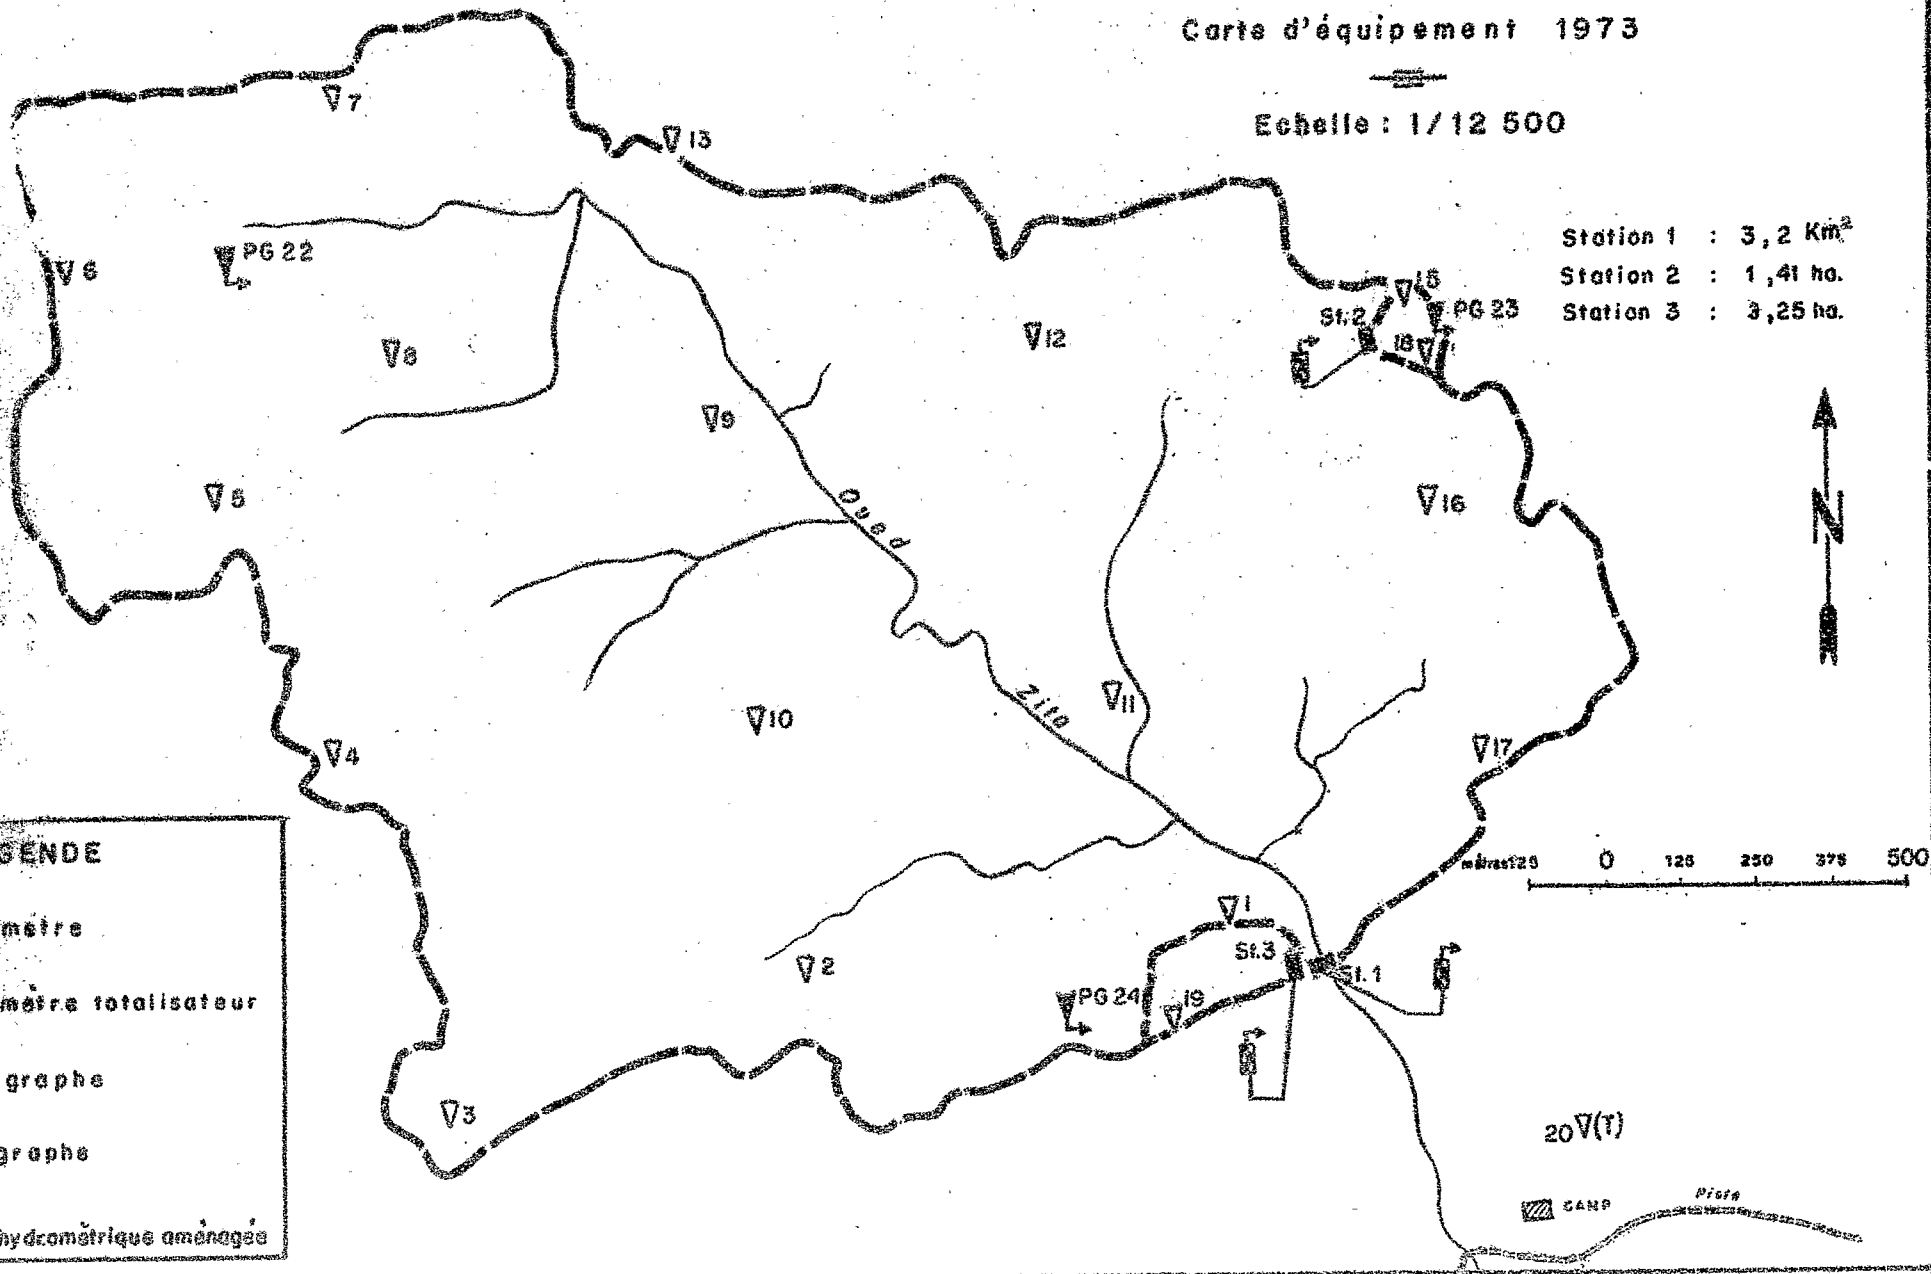 Carte d'équipement 1973
Echelle : 1/12 500
Station 1 : 3,2 Km²
Station 2 : 1,41 ha.
Station 3 : 3,25 ha.
7
13
6
PG 22
8
9
12
15
St.2
PG 23
18
5
16
Oued
Zita
N
10
11
4
17
mètres125 0 125 250 375 500
GENDE
mètre
mètre totalisateur
graphe
graphe
hydrométrique aménagée
1
2
St.3
St.1
PG 24
19
3
20 (T)
CAMP
Piste